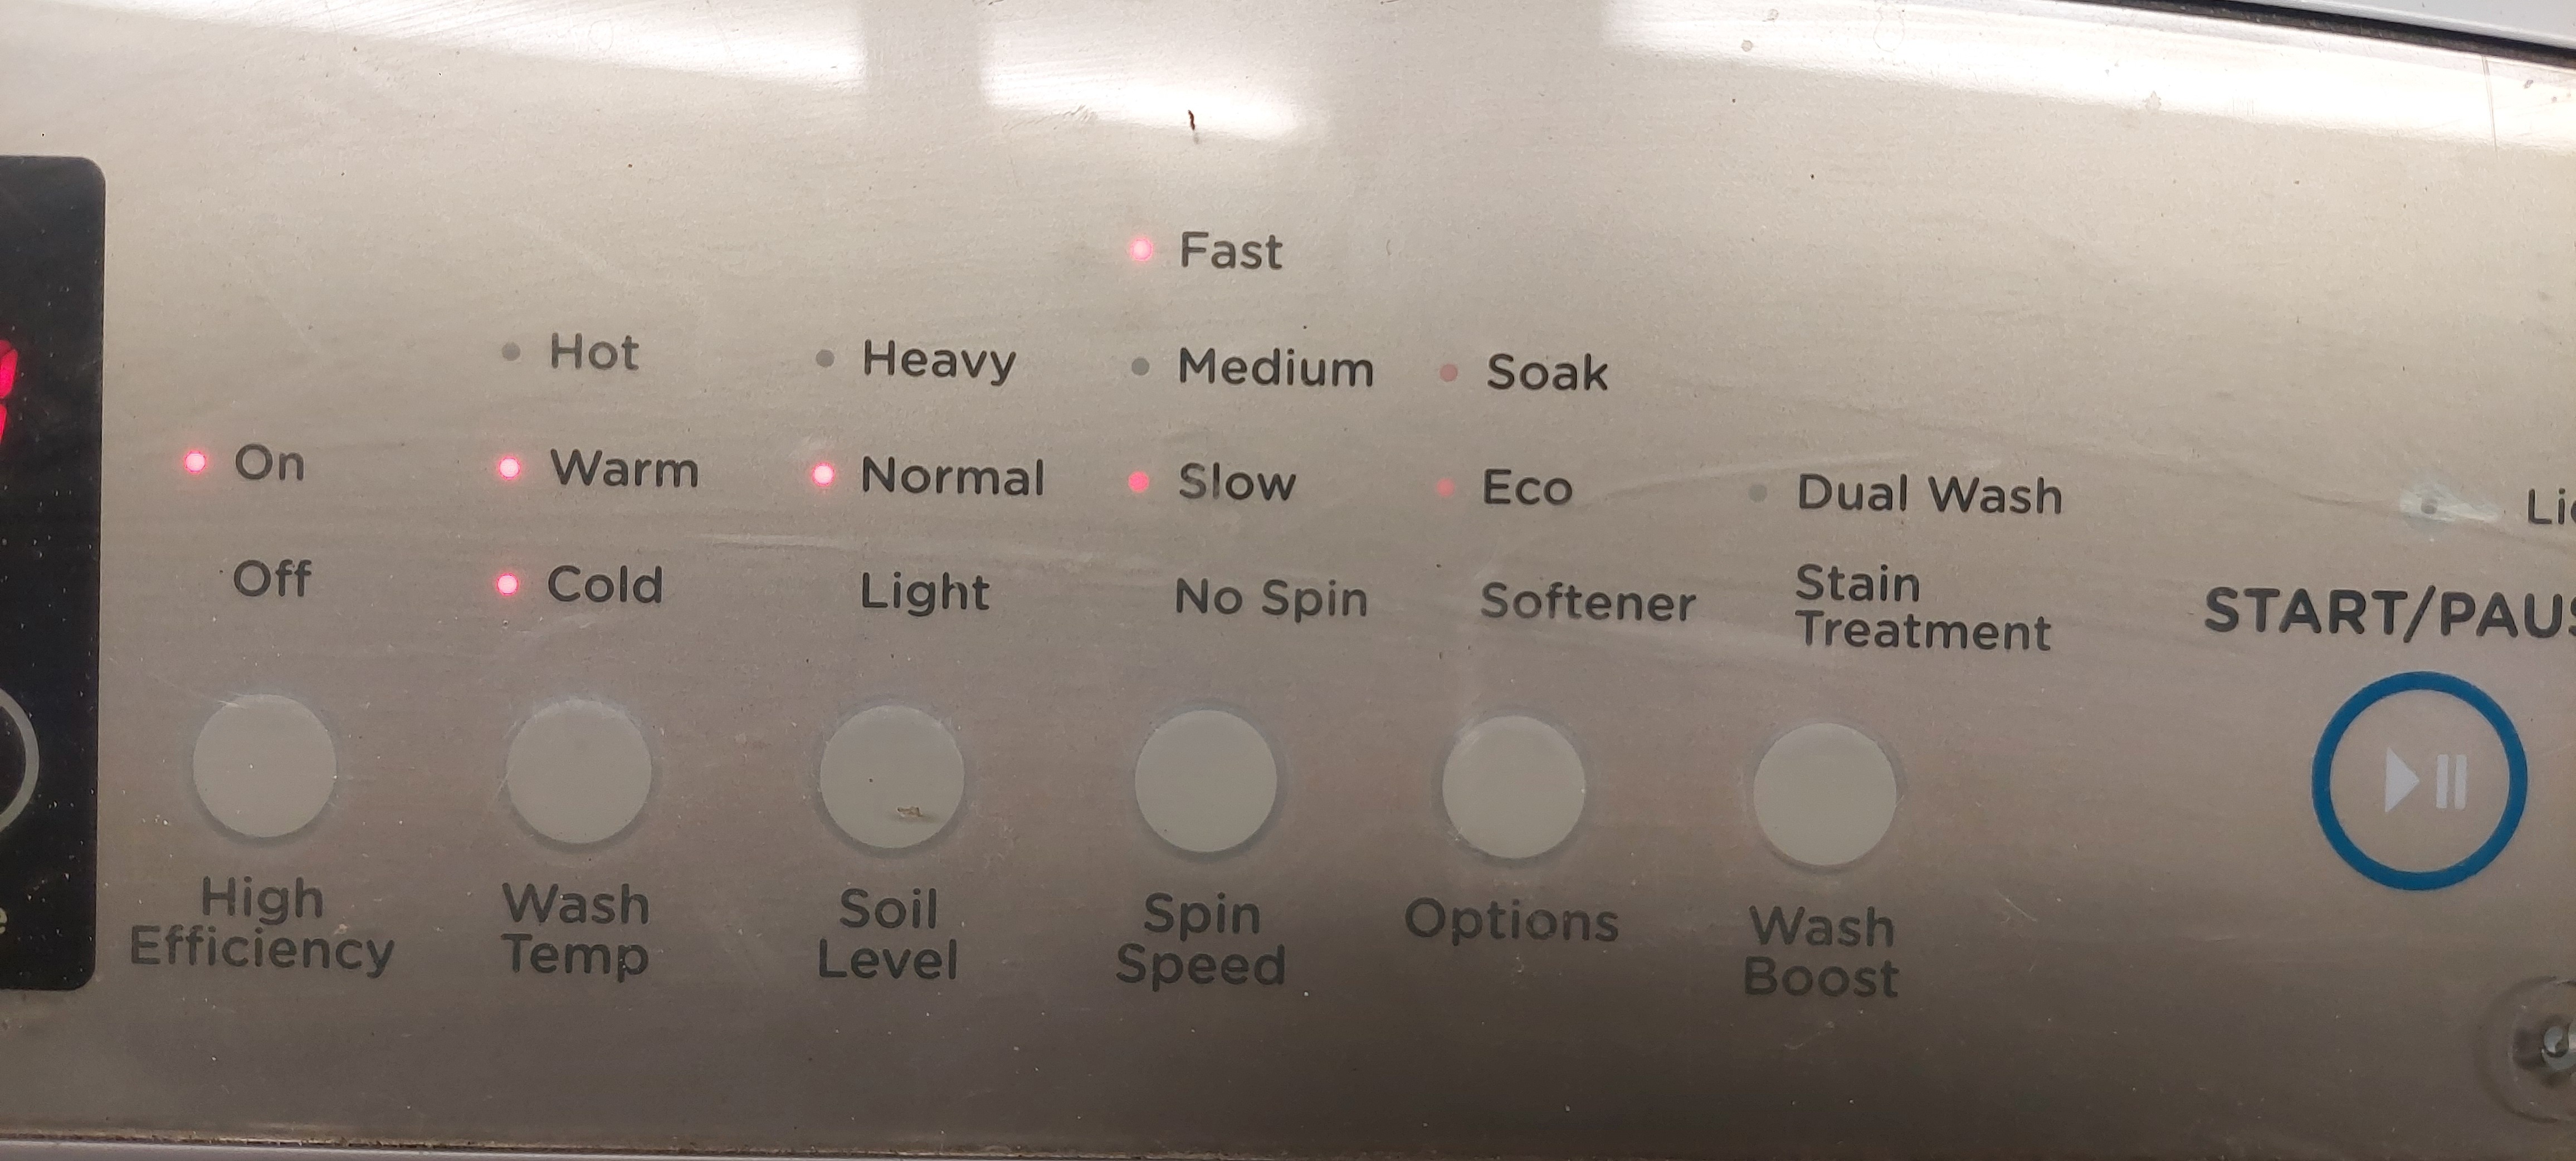 Fast
Hot Heavy Medium Soak
On Warm Normal Slow Eco Dual Wash
Off Cold Light No Spin Softener Stain
Treatment
START/PAUS
High
Efficiency
Wash
Temp
Soil
Level
Spin
Speed
Options
Wash
Boost